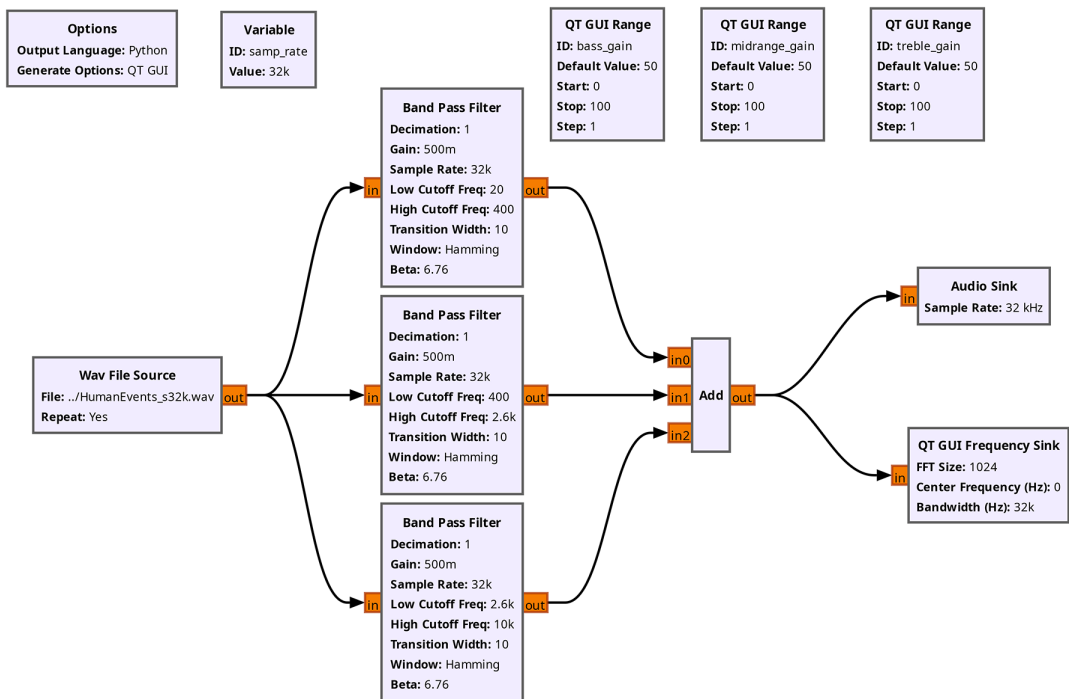 Options
Output Language: Python
Generate Options: QT GUI
Variable
ID: samp_rate
Value: 32k
QT GUI Range
ID: bass_gain
Default Value: 50
Start: 0
Stop: 100
Step: 1
QT GUI Range
ID: midrange_gain
Default Value: 50
Start: 0
Stop: 100
Step: 1
QT GUI Range
ID: treble_gain
Default Value: 50
Start: 0
Stop: 100
Step: 1
Wav File Source
File: ../HumanEvents_s32k.wav
Repeat: Yes
out
in
Band Pass Filter
Decimation: 1
Gain: 500m
Sample Rate: 32k
Low Cutoff Freq: 20
High Cutoff Freq: 400
Transition Width: 10
Window: Hamming
Beta: 6.76
out
in
Band Pass Filter
Decimation: 1
Gain: 500m
Sample Rate: 32k
Low Cutoff Freq: 400
High Cutoff Freq: 2.6k
Transition Width: 10
Window: Hamming
Beta: 6.76
out
in
Band Pass Filter
Decimation: 1
Gain: 500m
Sample Rate: 32k
Low Cutoff Freq: 2.6k
High Cutoff Freq: 10k
Transition Width: 10
Window: Hamming
Beta: 6.76
out
in0
in1
in2
Add
out
in
Audio Sink
Sample Rate: 32 kHz
in
QT GUI Frequency Sink
FFT Size: 1024
Center Frequency (Hz): 0
Bandwidth (Hz): 32k